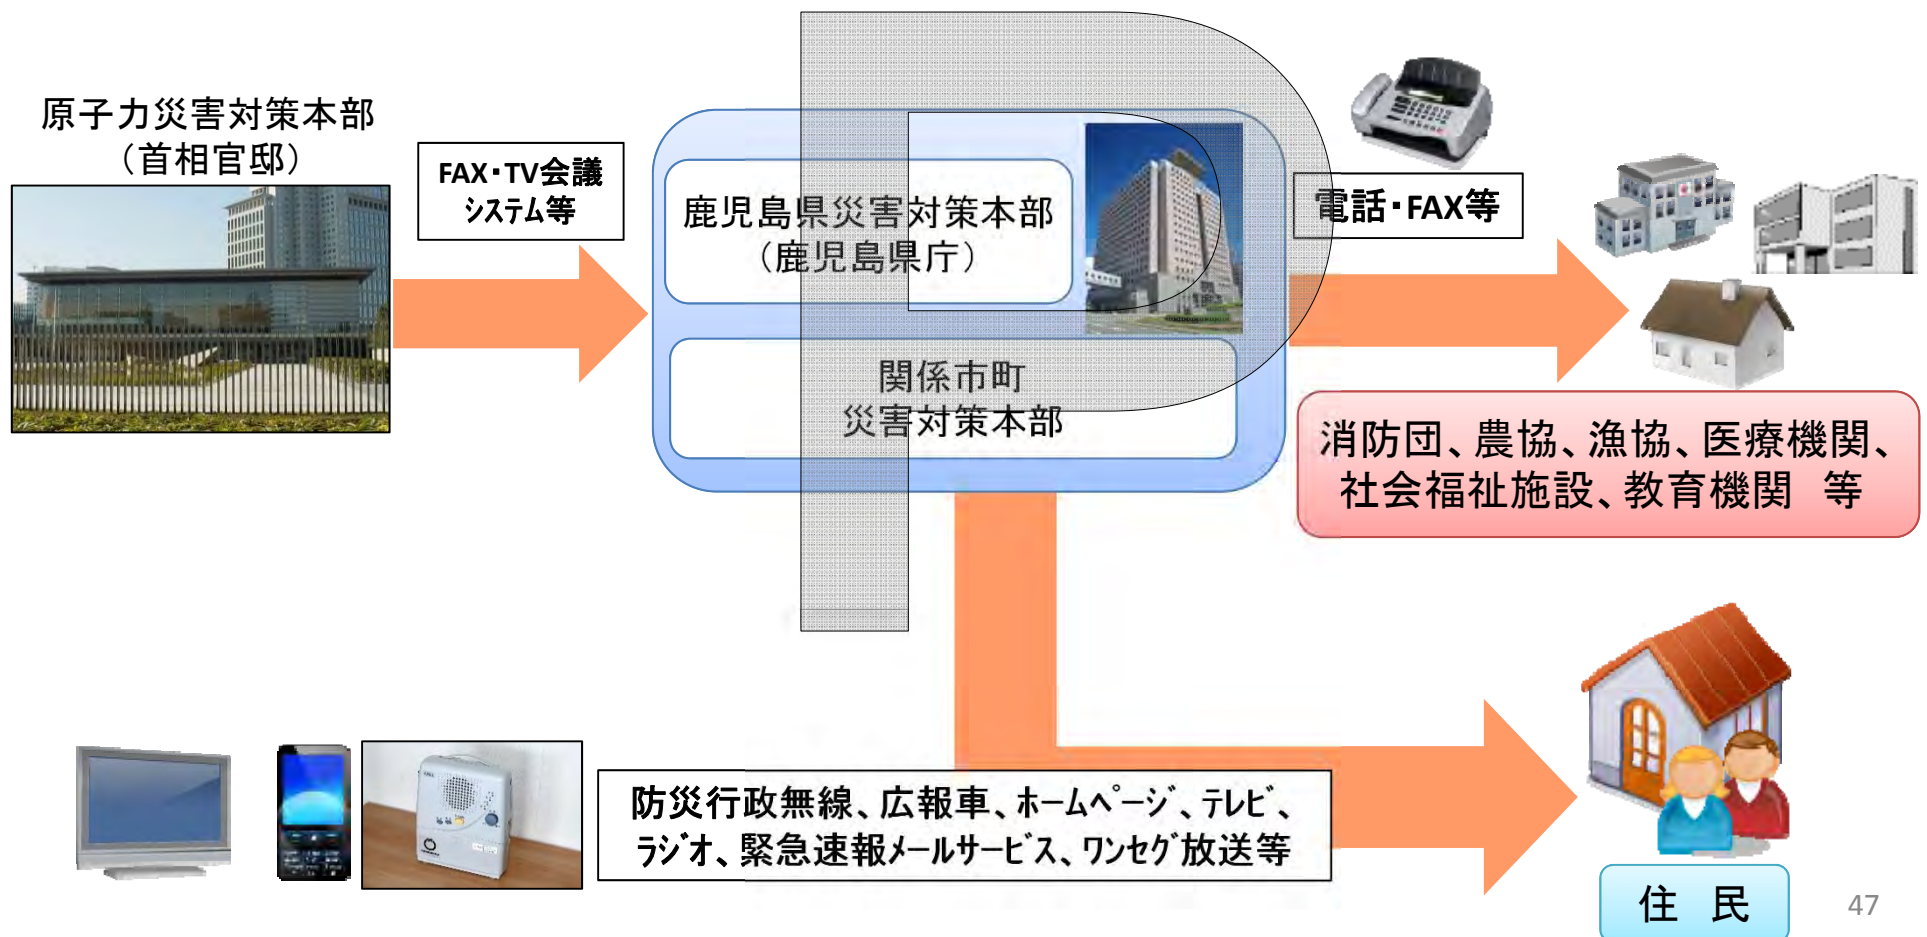 原子力災害対策本部
（首相官邸）
FAX・TV会議
システム等
鹿児島県災害対策本部
（鹿児島県庁）
関係市町
災害対策本部
電話・FAX等
消防団、農協、漁協、医療機関、
社会福祉施設、教育機関　等
防災行政無線、広報車、ホームページ、テレビ、
ラジオ、緊急速報メールサービス、ワンセグ放送等
住　民
47